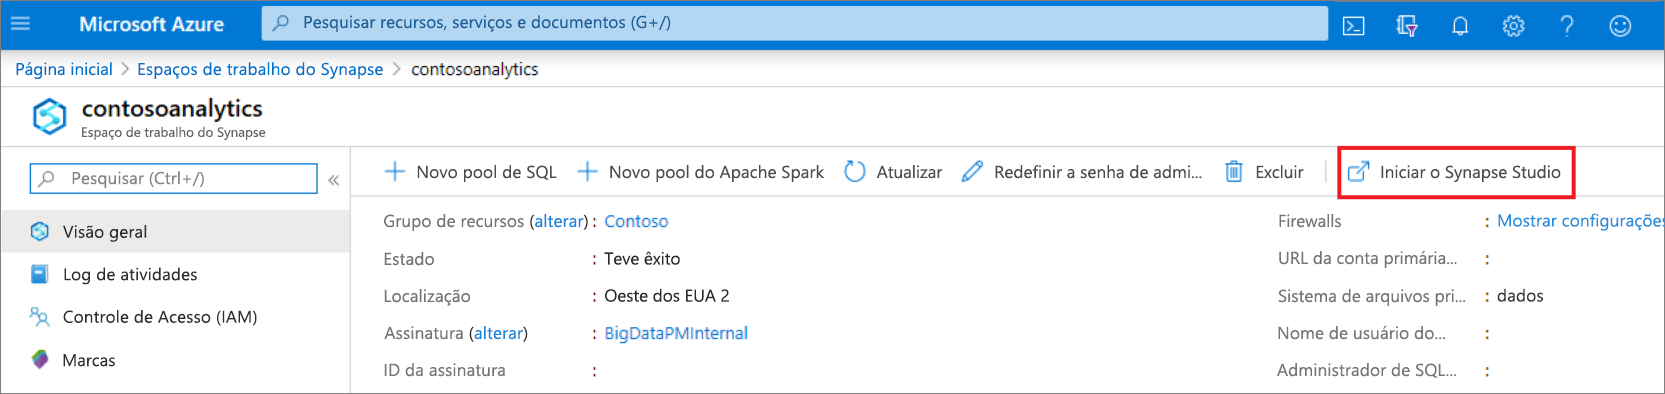 Microsoft Azure
Pesquisar recursos, serviços e documentos (G+/)
Página inicial > Espaços de trabalho do Synapse > contosoanalytics
contosoanalytics
Espaço de trabalho do Synapse
Pesquisar (Ctrl+/)
Novo pool de SQL Novo pool do Apache Spark Atualizar Redefinir a senha de admi... Excluir Iniciar o Synapse Studio
Visão geral
Log de atividades
Controle de Acesso (IAM)
Marcas
Grupo de recursos (alterar) : Contoso
Estado : Teve êxito
Localização : Oeste dos EUA 2
Assinatura (alterar) : BigDataPMInternal
ID da assinatura :
Firewalls : Mostrar configurações
URL da conta primária... :
Sistema de arquivos pri... : dados
Nome de usuário do... :
Administrador de SQL... :